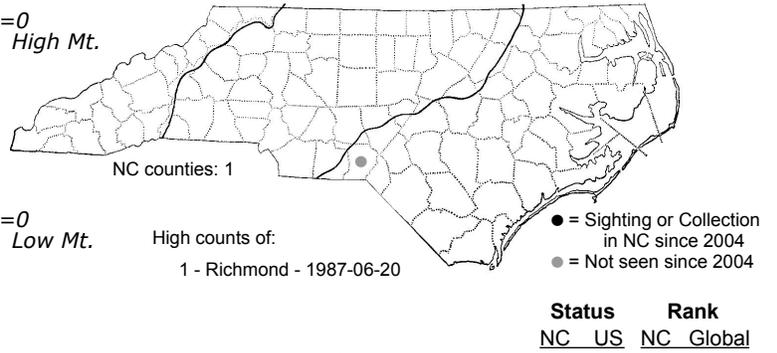 =0
High Mt.
NC counties: 1
=0
Low Mt.
High counts of:
1 - Richmond - 1987-06-20
● = Sighting or Collection
in NC since 2004
● = Not seen since 2004
Status Rank
NC US NC Global